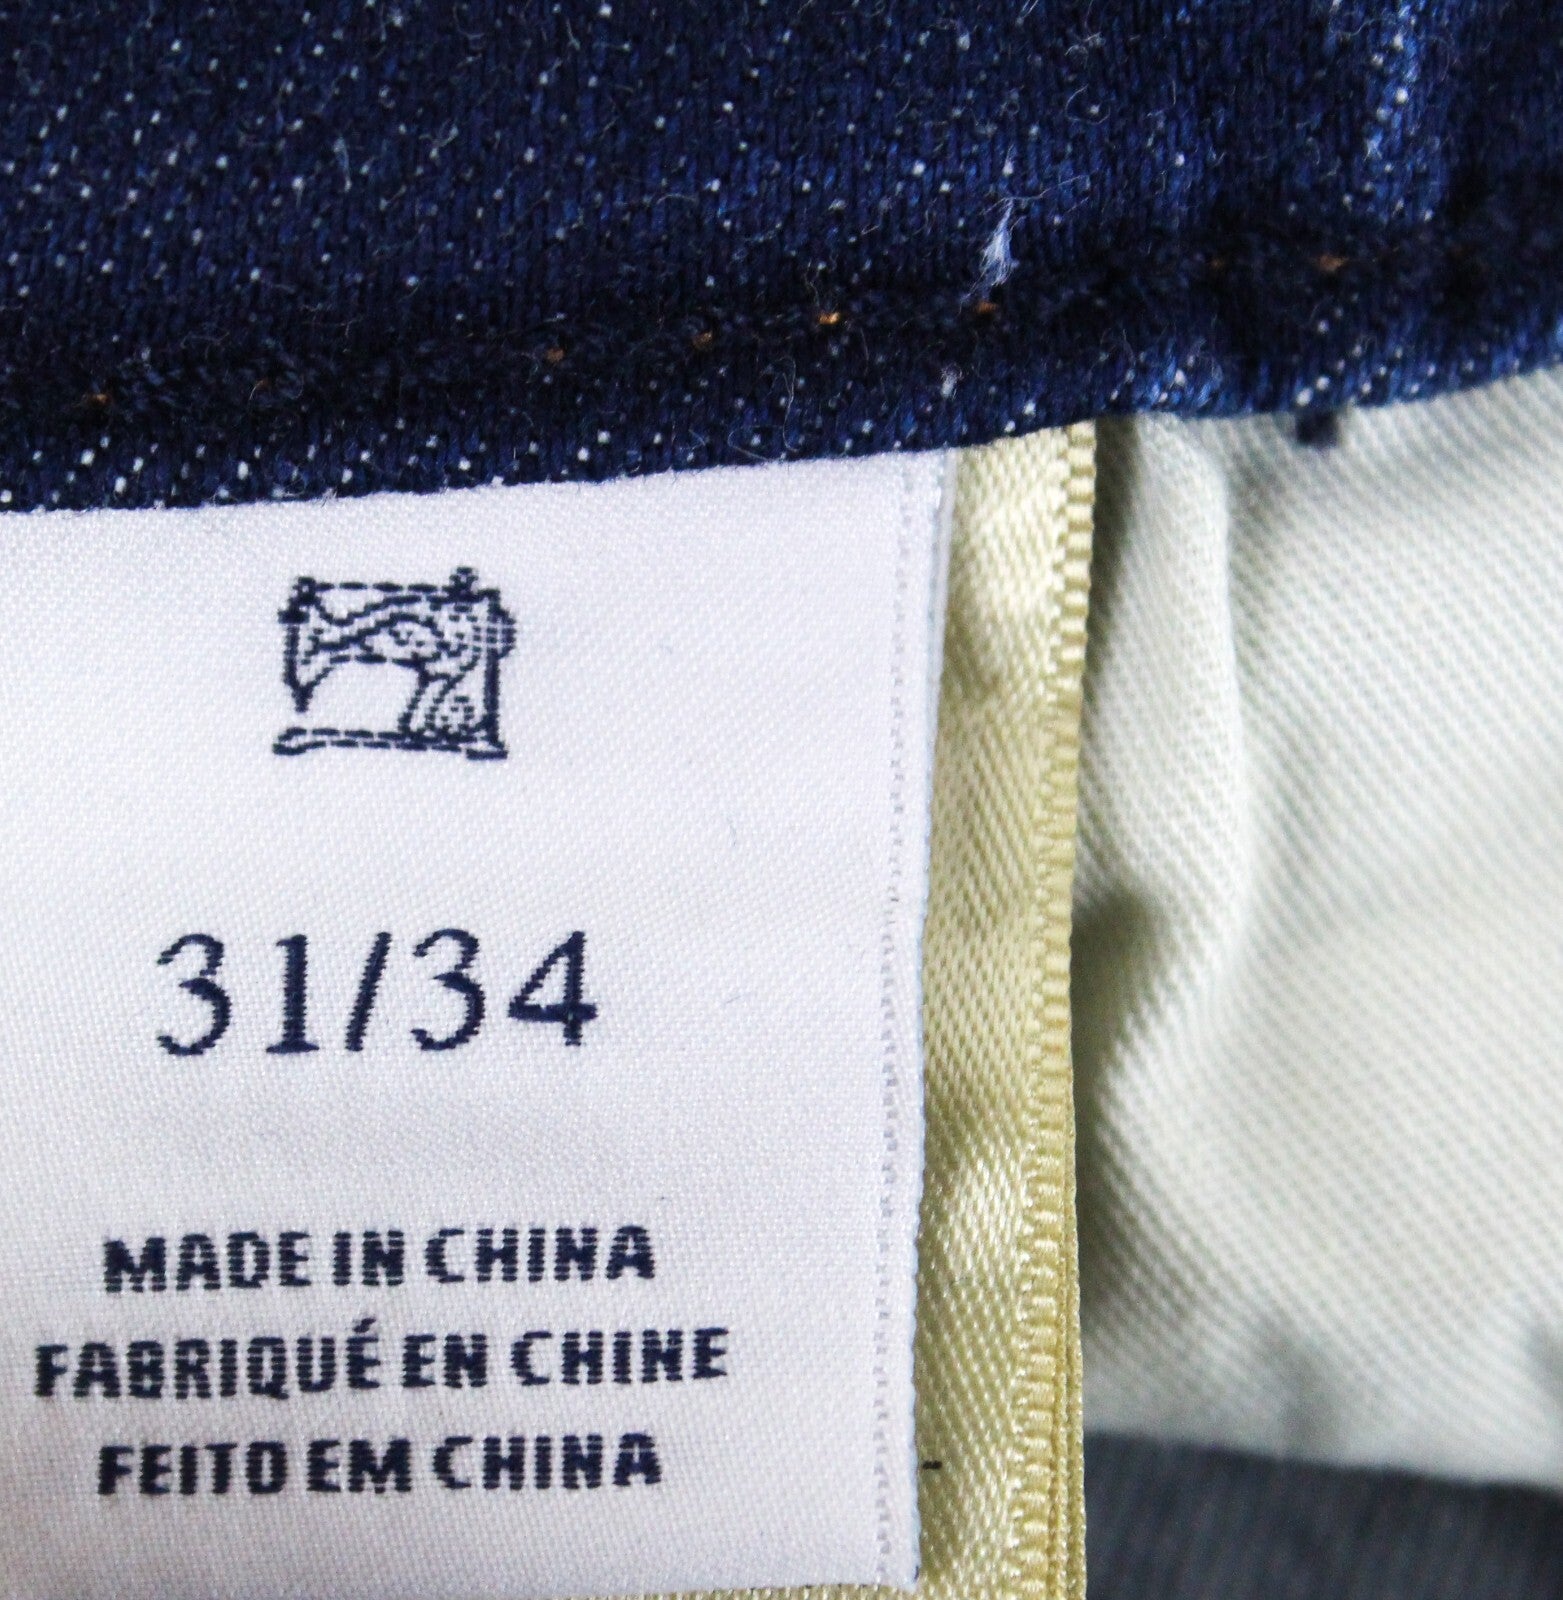 31/34
MADE IN CHINA
FABRIQUÉ EN CHINE
FEITO EM CHINA